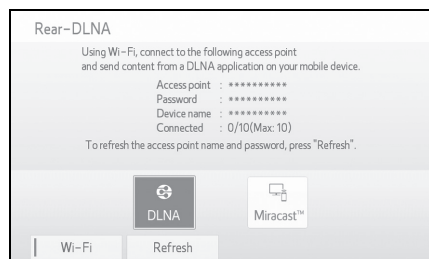 Rear-DLNA
Using Wi-Fi, connect to the following access point
and send content from a DLNA application on your mobile device.
Access point : **********
Password : **********
Device name : **********
Connected : 0/10(Max: 10)
To refresh the access point name and password, press "Refresh".
DLNA
Miracast™
Wi-Fi
Refresh